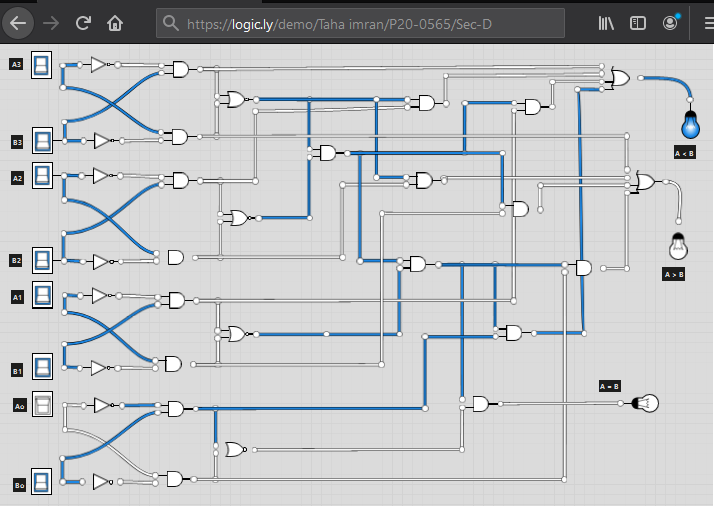 https://logic.ly/demo/Taha imran/P20-0565/Sec-D
A3
B3
A < B
A2
B2
A > B
A1
B1
A = B
Ao
Bo